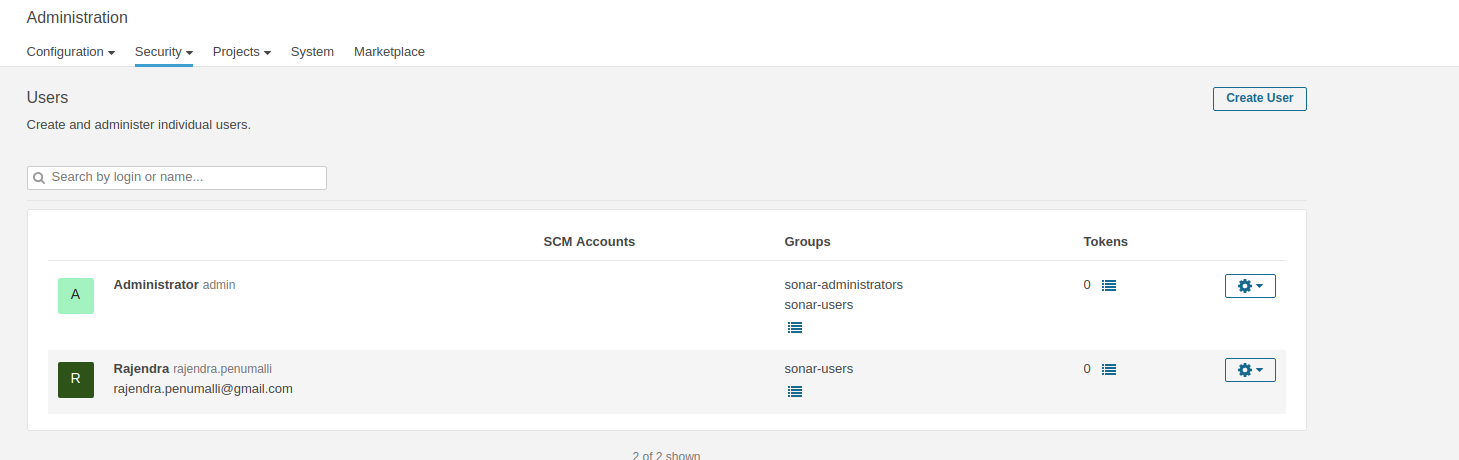 Administration
Configuration Security Projects System Marketplace
Users
Create User
Create and administer individual users.
Search by login or name...
SCM Accounts Groups Tokens
A Administrator admin sonar-administrators 0
sonar-users
R Rajendra rajendra.penumalli sonar-users 0
rajendra.penumalli@gmail.com
2 of 2 shown